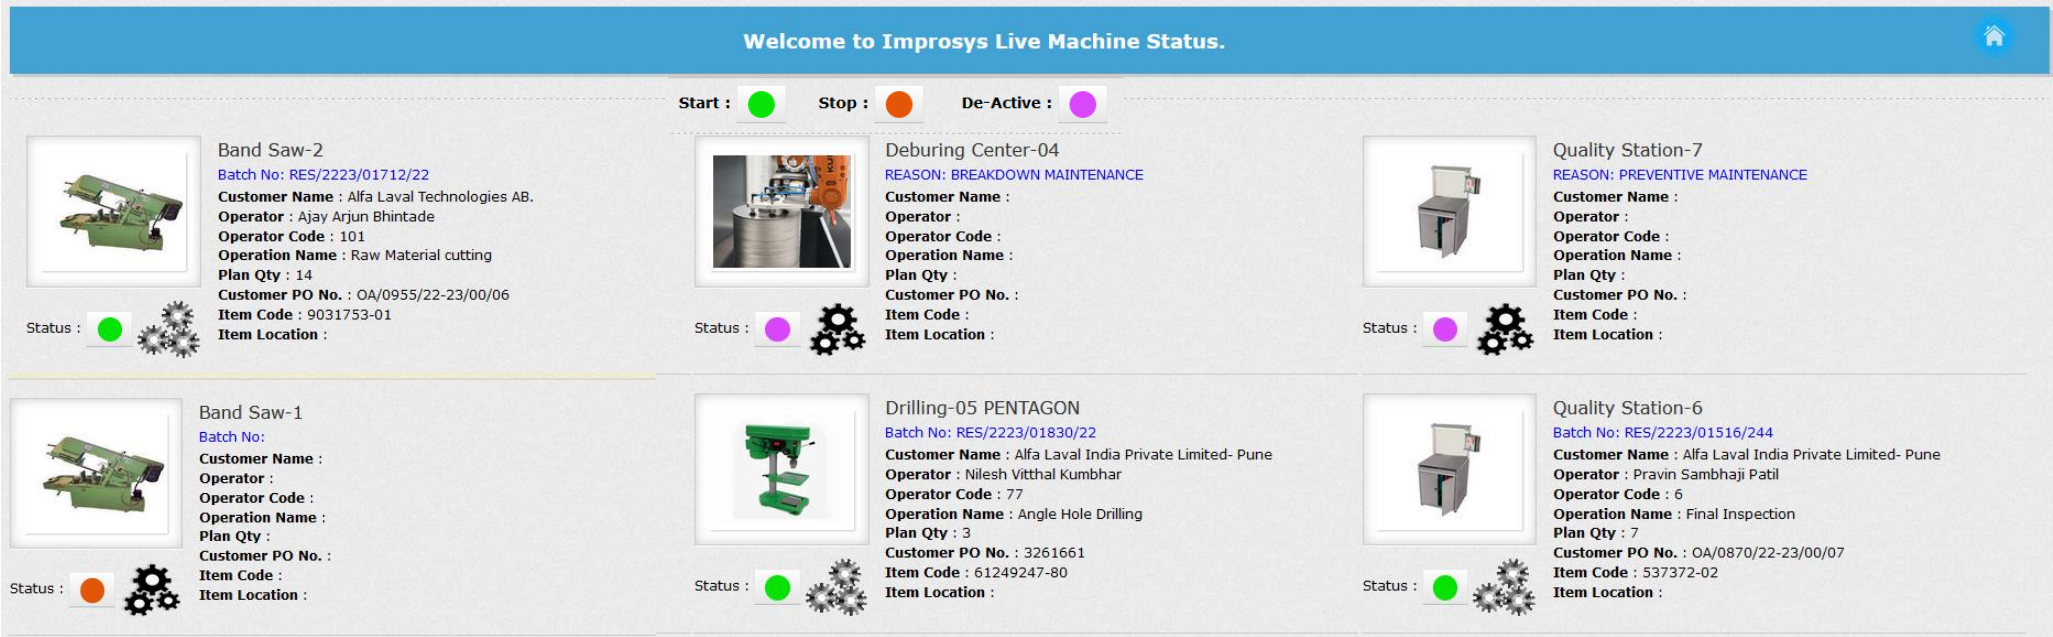 Welcome to Improsys Live Machine Status.
Start : Stop : De-Active :
Band Saw-2
Batch No: RES/2223/01712/22
Customer Name : Alfa Laval Technologies AB.
Operator : Ajay Arjun Bhintade
Operator Code : 101
Operation Name : Raw Material cutting
Plan Qty : 14
Customer PO No. : OA/0955/22-23/00/06
Item Code : 9031753-01
Item Location :
Status :
Deburing Center-04
REASON: BREAKDOWN MAINTENANCE
Customer Name :
Operator :
Operator Code :
Operation Name :
Plan Qty :
Customer PO No. :
Item Code :
Item Location :
Status :
Quality Station-7
REASON: PREVENTIVE MAINTENANCE
Customer Name :
Operator :
Operator Code :
Operation Name :
Plan Qty :
Customer PO No. :
Item Code :
Item Location :
Status :
Band Saw-1
Batch No:
Customer Name :
Operator :
Operator Code :
Operation Name :
Plan Qty :
Customer PO No. :
Item Code :
Item Location :
Status :
Drilling-05 PENTAGON
Batch No: RES/2223/01830/22
Customer Name : Alfa Laval India Private Limited- Pune
Operator : Nilesh Vitthal Kumbhar
Operator Code : 77
Operation Name : Angle Hole Drilling
Plan Qty : 3
Customer PO No. : 3261661
Item Code : 61249247-80
Item Location :
Status :
Quality Station-6
Batch No: RES/2223/01516/244
Customer Name : Alfa Laval India Private Limited- Pune
Operator : Pravin Sambhaji Patil
Operator Code : 6
Operation Name : Final Inspection
Plan Qty : 7
Customer PO No. : OA/0870/22-23/00/07
Item Code : 537372-02
Item Location :
Status :